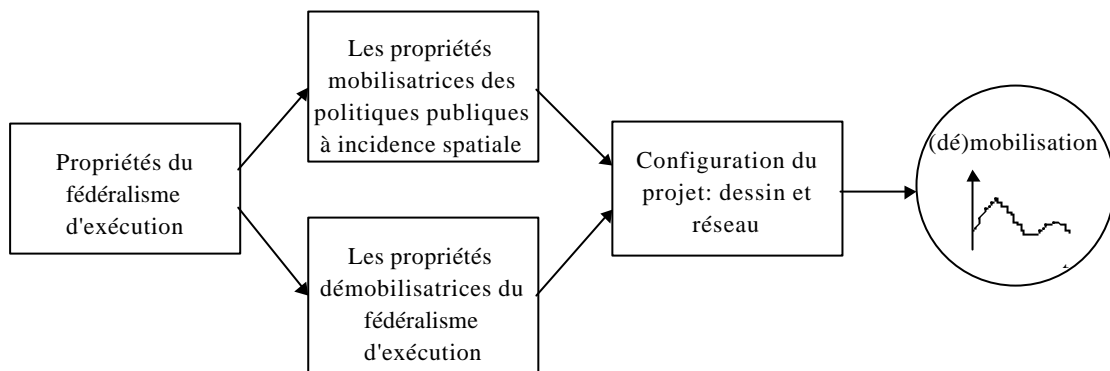 Propriétés du
fédéralisme
d'exécution
Les propriétés
mobilisatrices des
politiques publiques
à incidence spatiale
Les propriétés
démobilisatrices du
fédéralisme
d'exécution
Configuration du
projet: dessin et
réseau
(dé)mobilisation